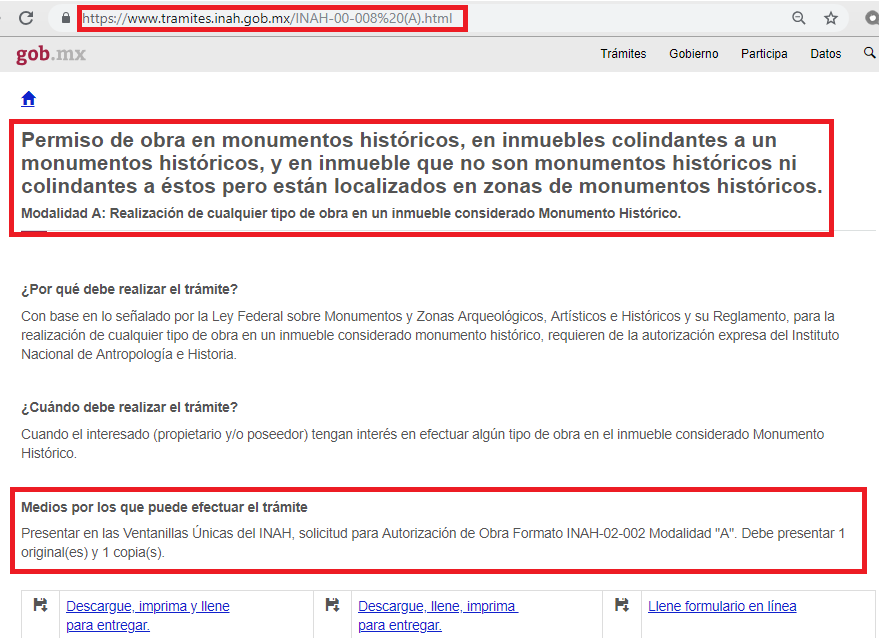 https://www.tramites.inah.gob.mx/INAH-00-008%20(A).html
gob.mx
Trámites Gobierno Participa Datos
Permiso de obra en monumentos históricos, en inmuebles colindantes a un
monumentos históricos, y en inmueble que no son monumentos históricos ni
colindantes a éstos pero están localizados en zonas de monumentos históricos.
Modalidad A: Realización de cualquier tipo de obra en un inmueble considerado Monumento Histórico.
¿Por qué debe realizar el trámite?
Con base en lo señalado por la Ley Federal sobre Monumentos y Zonas Arqueológicos, Artísticos e Históricos y su Reglamento, para la
realización de cualquier tipo de obra en un inmueble considerado monumento histórico, requieren de la autorización expresa del Instituto
Nacional de Antropología e Historia.
¿Cuándo debe realizar el trámite?
Cuando el interesado (propietario y/o poseedor) tengan interés en efectuar algún tipo de obra en el inmueble considerado Monumento
Histórico.
Medios por los que puede efectuar el trámite
Presentar en las Ventanillas Únicas del INAH, solicitud para Autorización de Obra Formato INAH-02-002 Modalidad "A". Debe presentar 1
original(es) y 1 copia(s).
Descargue, imprima y llene
para entregar.
Descargue, llene, imprima
para entregar.
Llene formulario en línea